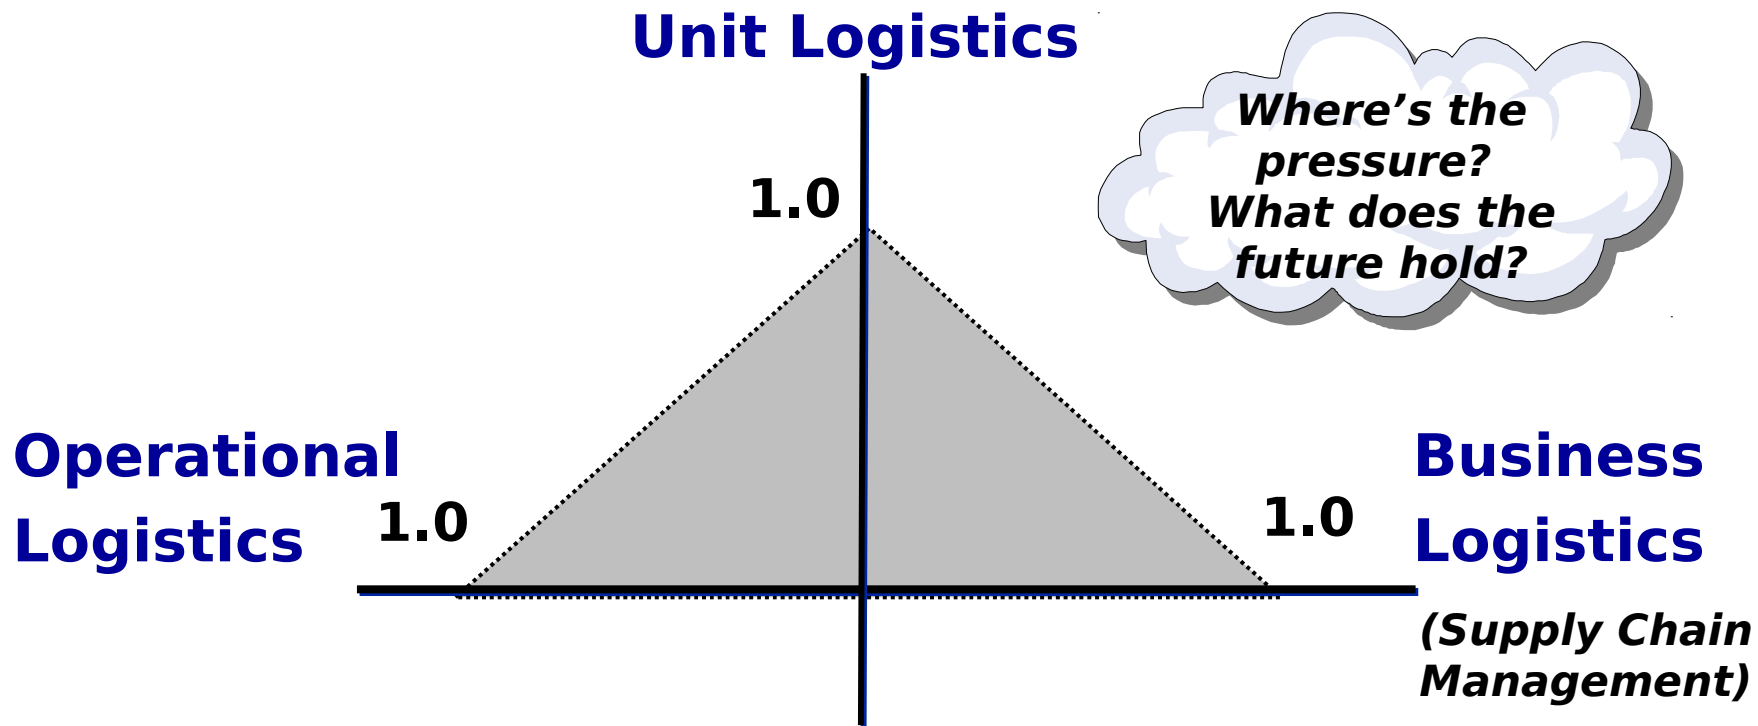 Unit Logistics
Where’s the
pressure?
What does the
future hold?
1.0
Operational
Logistics
1.0
1.0
Business
Logistics
(Supply Chain
Management)